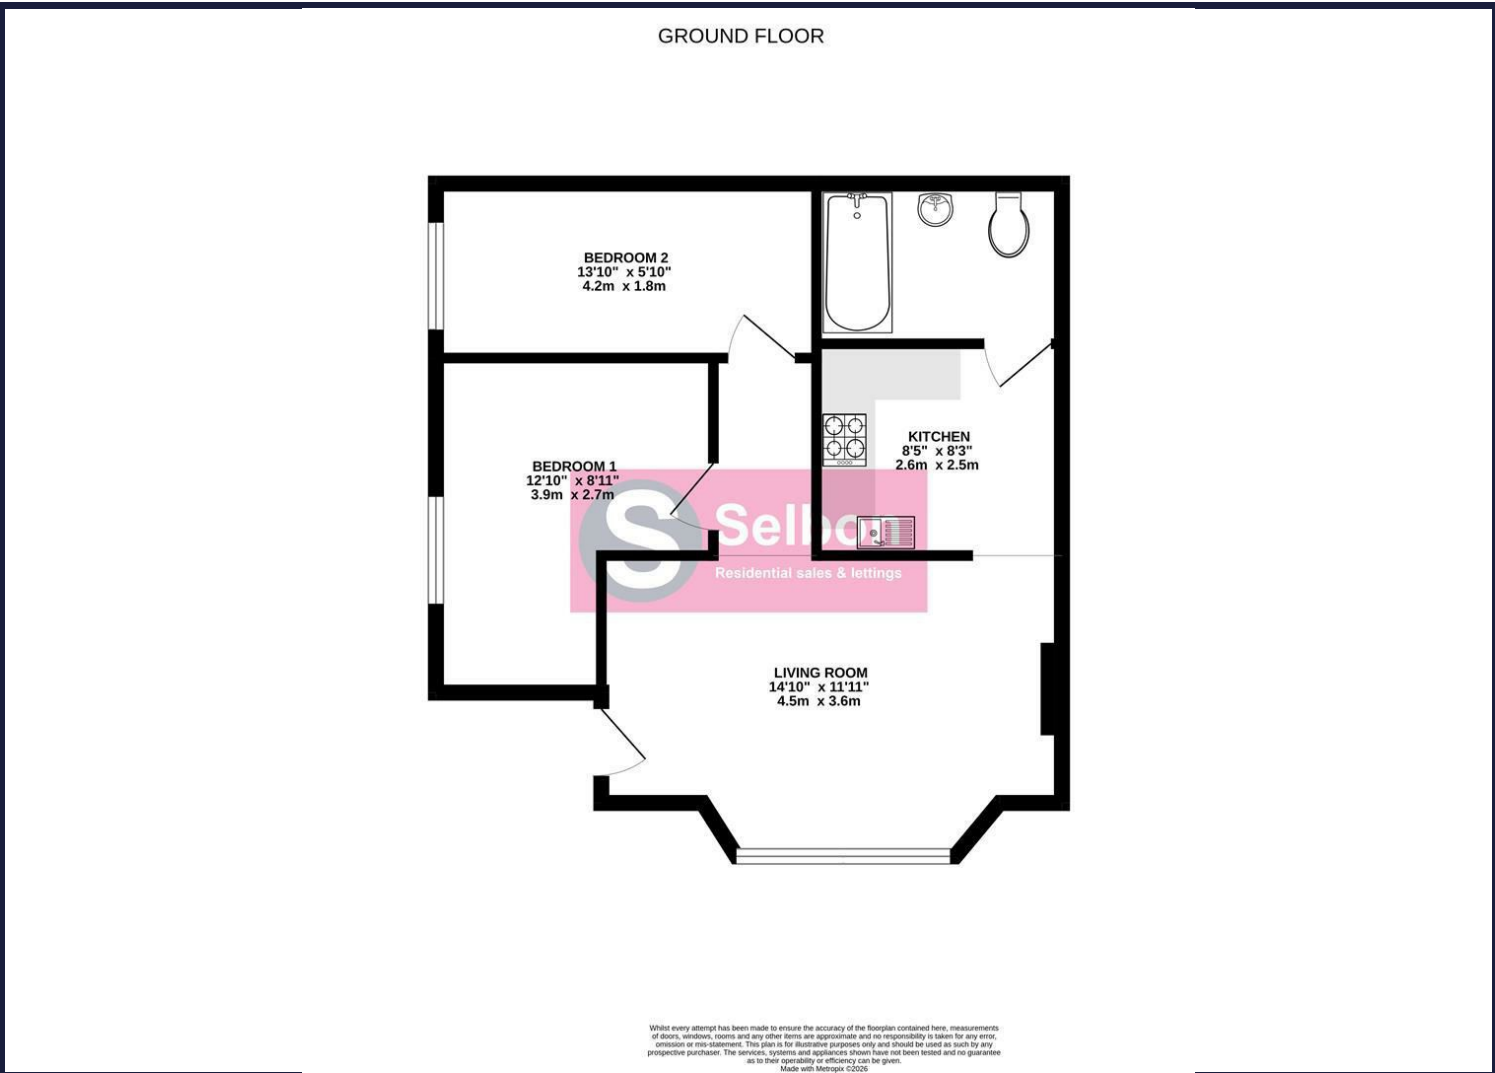 GROUND FLOOR
BEDROOM 2
13'10" x 5'10"
4.2m x 1.8m
KITCHEN
8'5" x 8'3"
2.6m x 2.5m
BEDROOM 1
12'10" x 8'11"
3.9m x 2.7m
S
Selbon
Residential sales & lettings
LIVING ROOM
14'10" x 11'11"
4.5m x 3.6m
Whilst every attempt has been made to ensure the accuracy of the floorplan contained here, measurements
of doors, windows, rooms and any other items are approximate and no responsibility is taken for any error,
omission or mis-statement. This plan is for illustrative purposes only and should be used as such by any
prospective purchaser. The services, systems and appliances shown have not been tested and no guarantee
as to their operability or efficiency can be given.
Made with Metropix ©2026